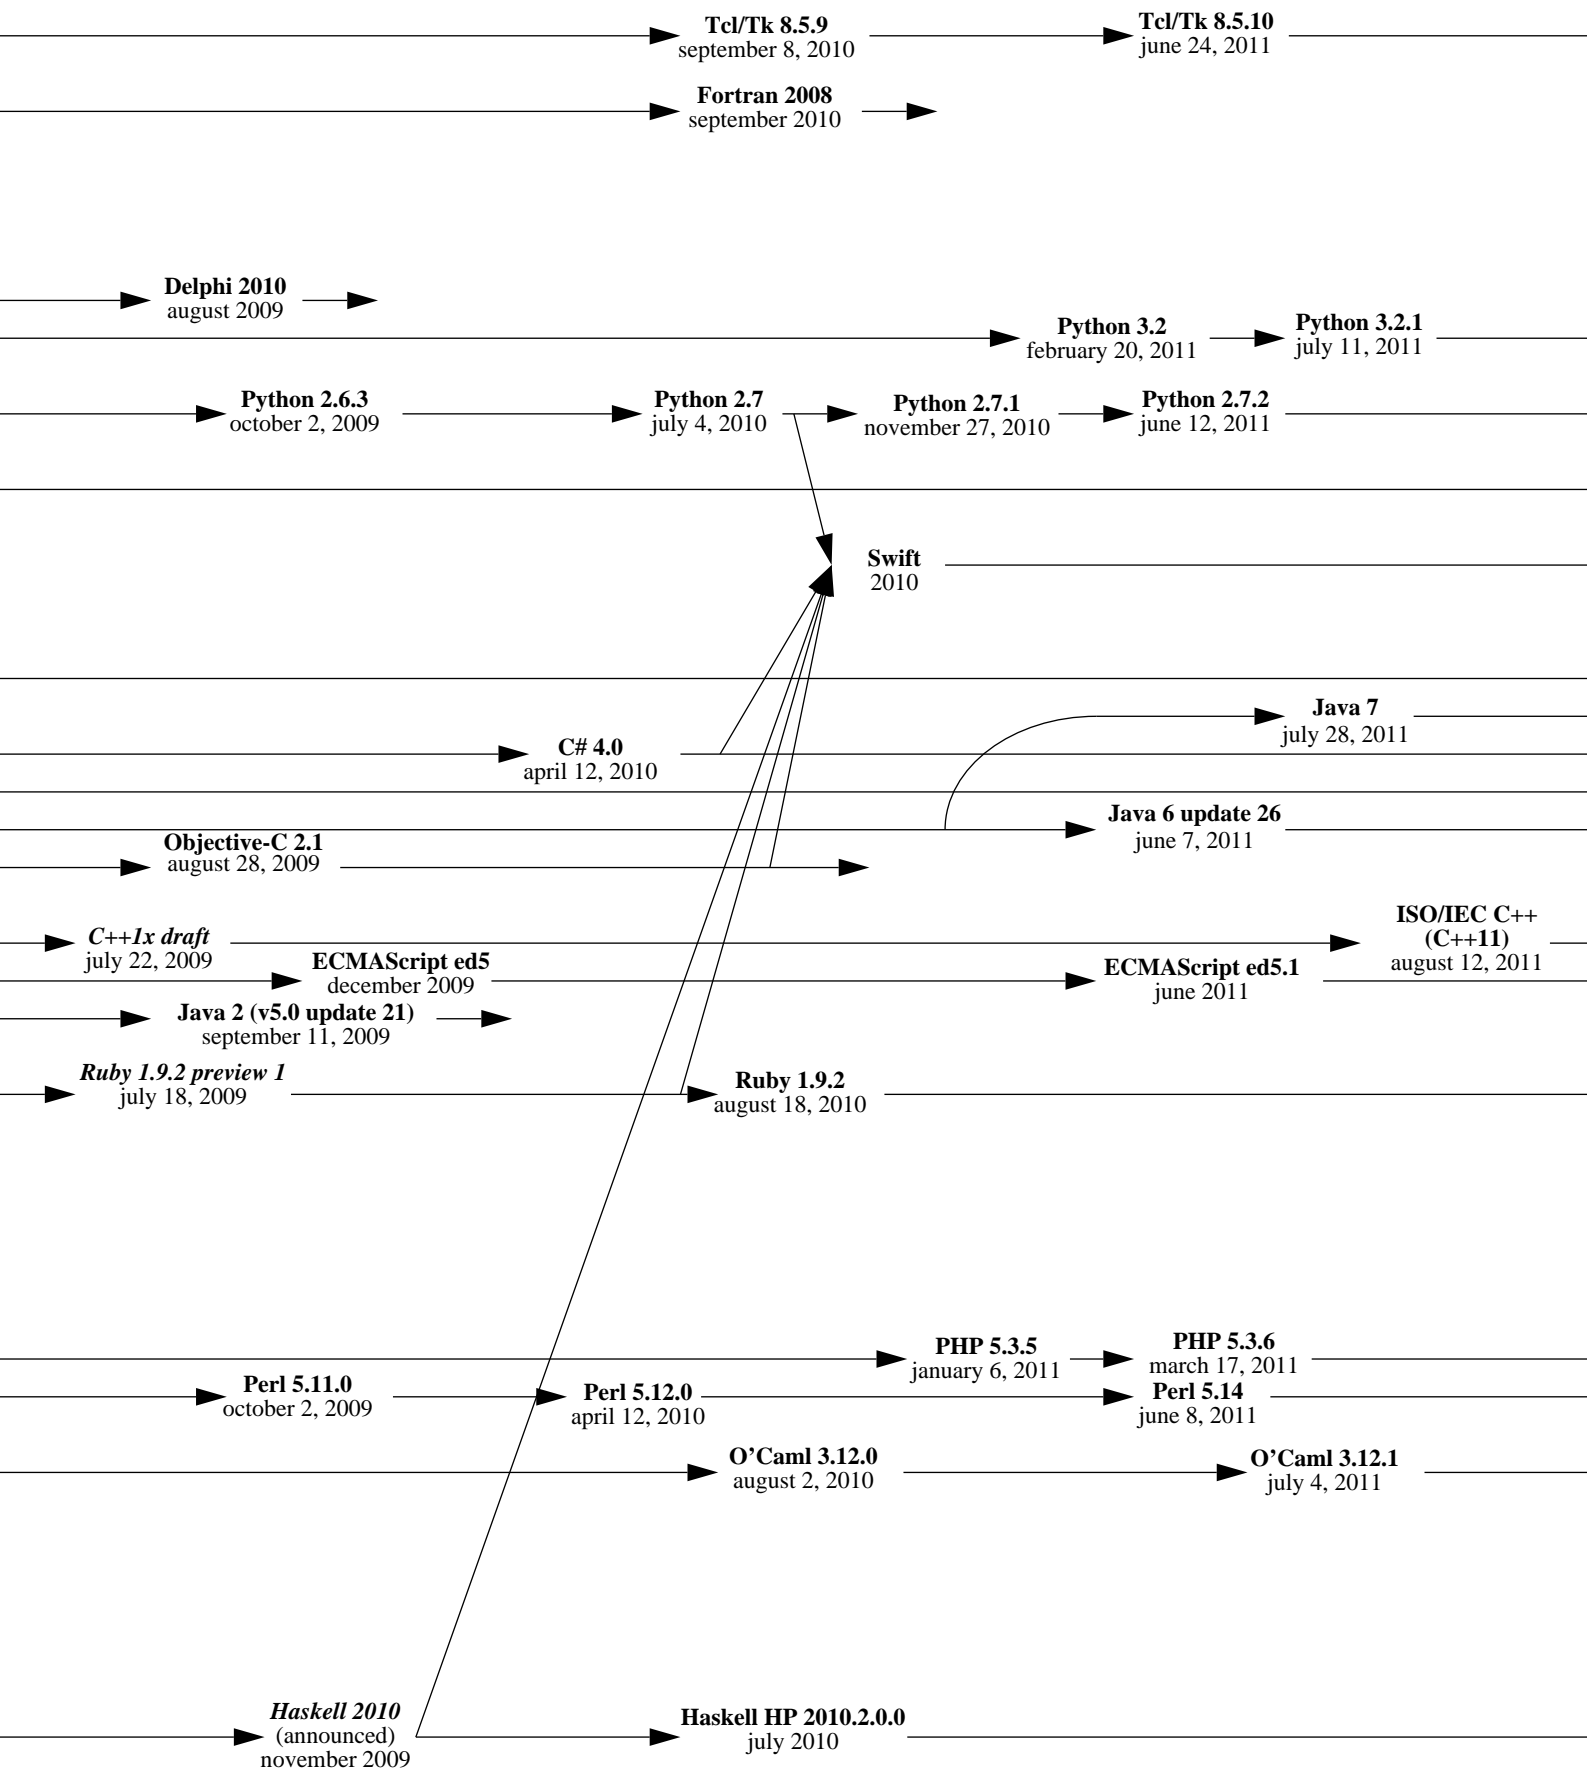 Tcl/Tk 8.5.9
september 8, 2010
Tcl/Tk 8.5.10
june 24, 2011
Fortran 2008
september 2010
Delphi 2010
august 2009
Python 3.2
february 20, 2011
Python 3.2.1
july 11, 2011
Python 2.6.3
october 2, 2009
Python 2.7
july 4, 2010
Python 2.7.1
november 27, 2010
Python 2.7.2
june 12, 2011
Swift
2010
Java 7
july 28, 2011
C# 4.0
april 12, 2010
Java 6 update 26
june 7, 2011
Objective-C 2.1
august 28, 2009
ISO/IEC C++
(C++11)
august 12, 2011
C++1x draft
july 22, 2009
ECMAScript ed5
december 2009
ECMAScript ed5.1
june 2011
Java 2 (v5.0 update 21)
september 11, 2009
Ruby 1.9.2 preview 1
july 18, 2009
Ruby 1.9.2
august 18, 2010
PHP 5.3.5
january 6, 2011
PHP 5.3.6
march 17, 2011
Perl 5.11.0
october 2, 2009
Perl 5.12.0
april 12, 2010
Perl 5.14
june 8, 2011
O’Caml 3.12.0
august 2, 2010
O’Caml 3.12.1
july 4, 2011
Haskell 2010
(announced)
november 2009
Haskell HP 2010.2.0.0
july 2010